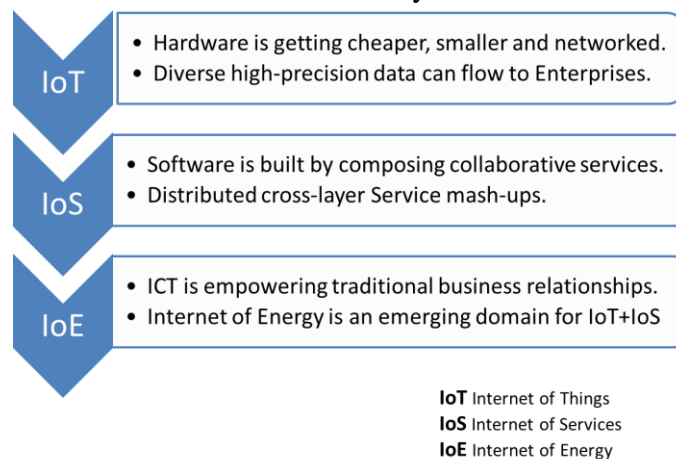 IoT
• Hardware is getting cheaper, smaller and networked.
• Diverse high-precision data can flow to Enterprises.
IoS
• Software is built by composing collaborative services.
• Distributed cross-layer Service mash-ups.
IoE
• ICT is empowering traditional business relationships.
• Internet of Energy is an emerging domain for IoT+IoS
IoT Internet of Things
IoS Internet of Services
IoE Internet of Energy